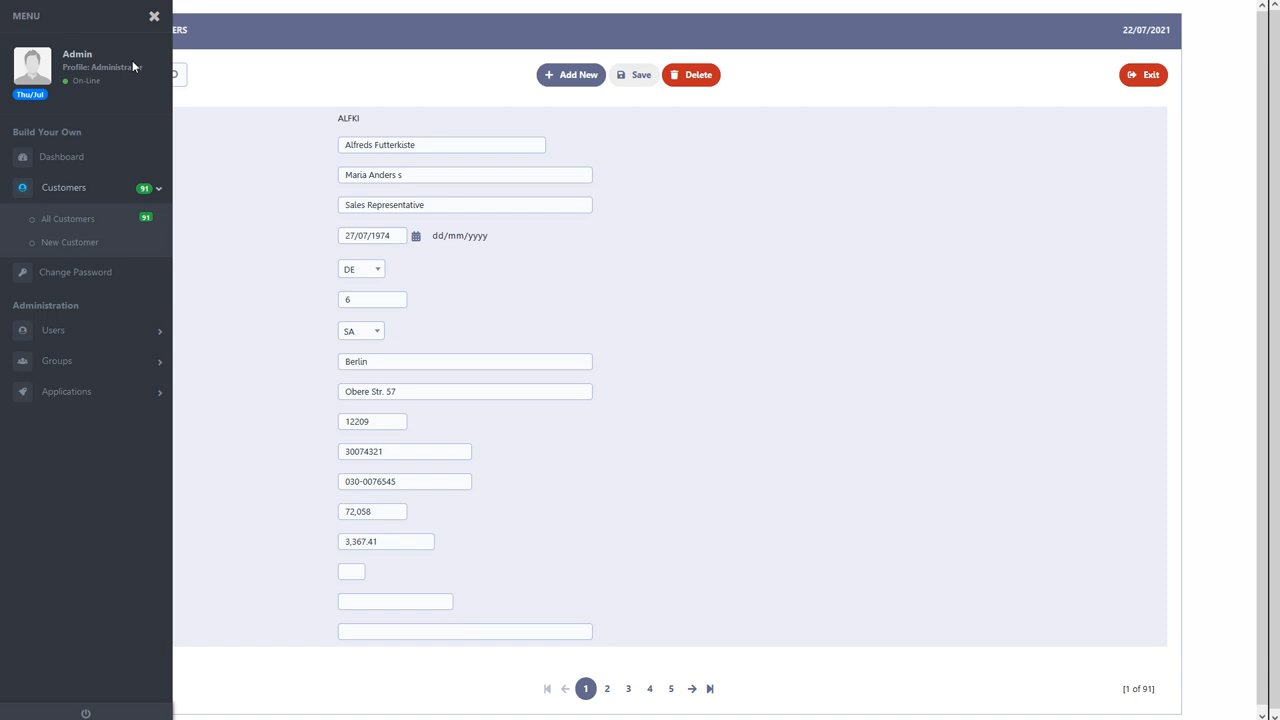 MENU
ERS
22/07/2021
Admin
Profile: Administrator
On-Line
Thu/Jul
Add New
Save
Delete
Exit
Build Your Own
Dashboard
Customers
91
All Customers
91
New Customer
Change Password
Administration
Users
Groups
Applications
ALFKI
Alfreds Futterkiste
Maria Anders s
Sales Representative
27/07/1974 dd/mm/yyyy
DE
6
SA
Berlin
Obere Str. 57
12209
30074321
030-0076545
72,058
3,367.41
1 2 3 4 5
[1 of 91]